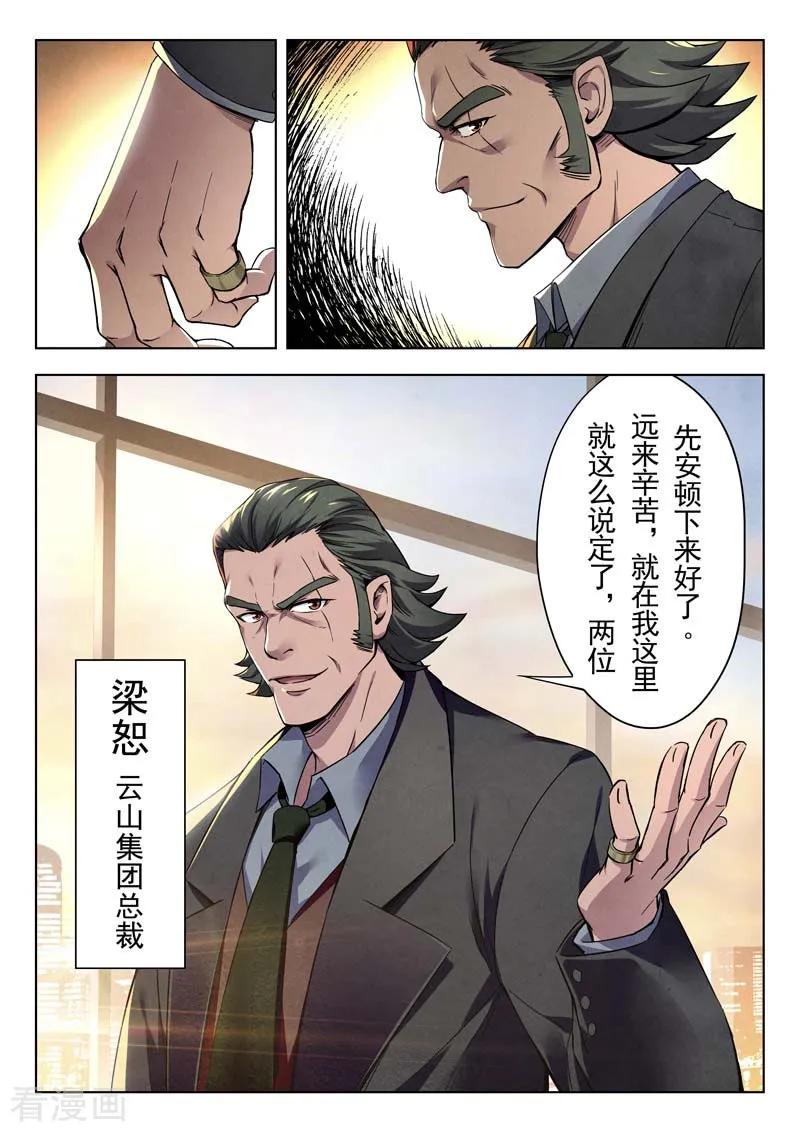 就这么说定了，两位
远来辛苦，就在我这里
先安顿下来好了。
梁恕 云山集团总裁
看漫画